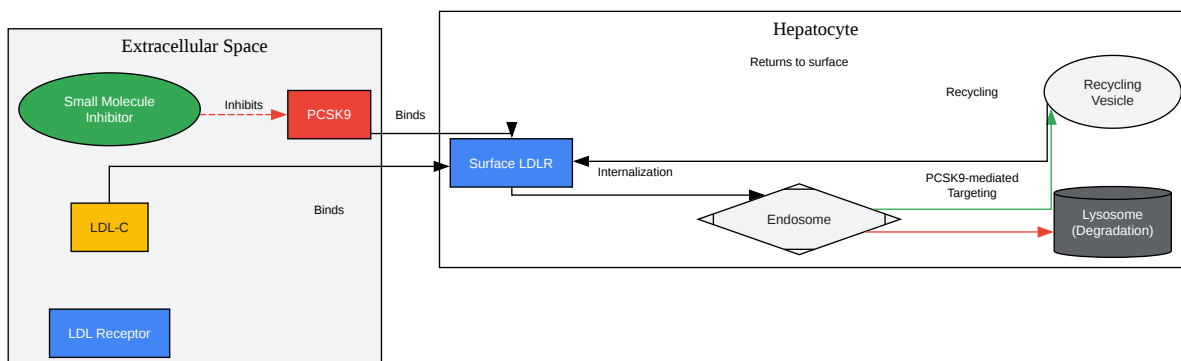 Extracellular Space
Small Molecule
Inhibitor
Inhibits
PCSK9
Binds
LDL-C
Binds
LDL Receptor
Hepatocyte
Returns to surface
Recycling
Recycling
Vesicle
Surface LDLR
Internalization
PCSK9-mediated
Targeting
Endosome
Lysosome
(Degradation)